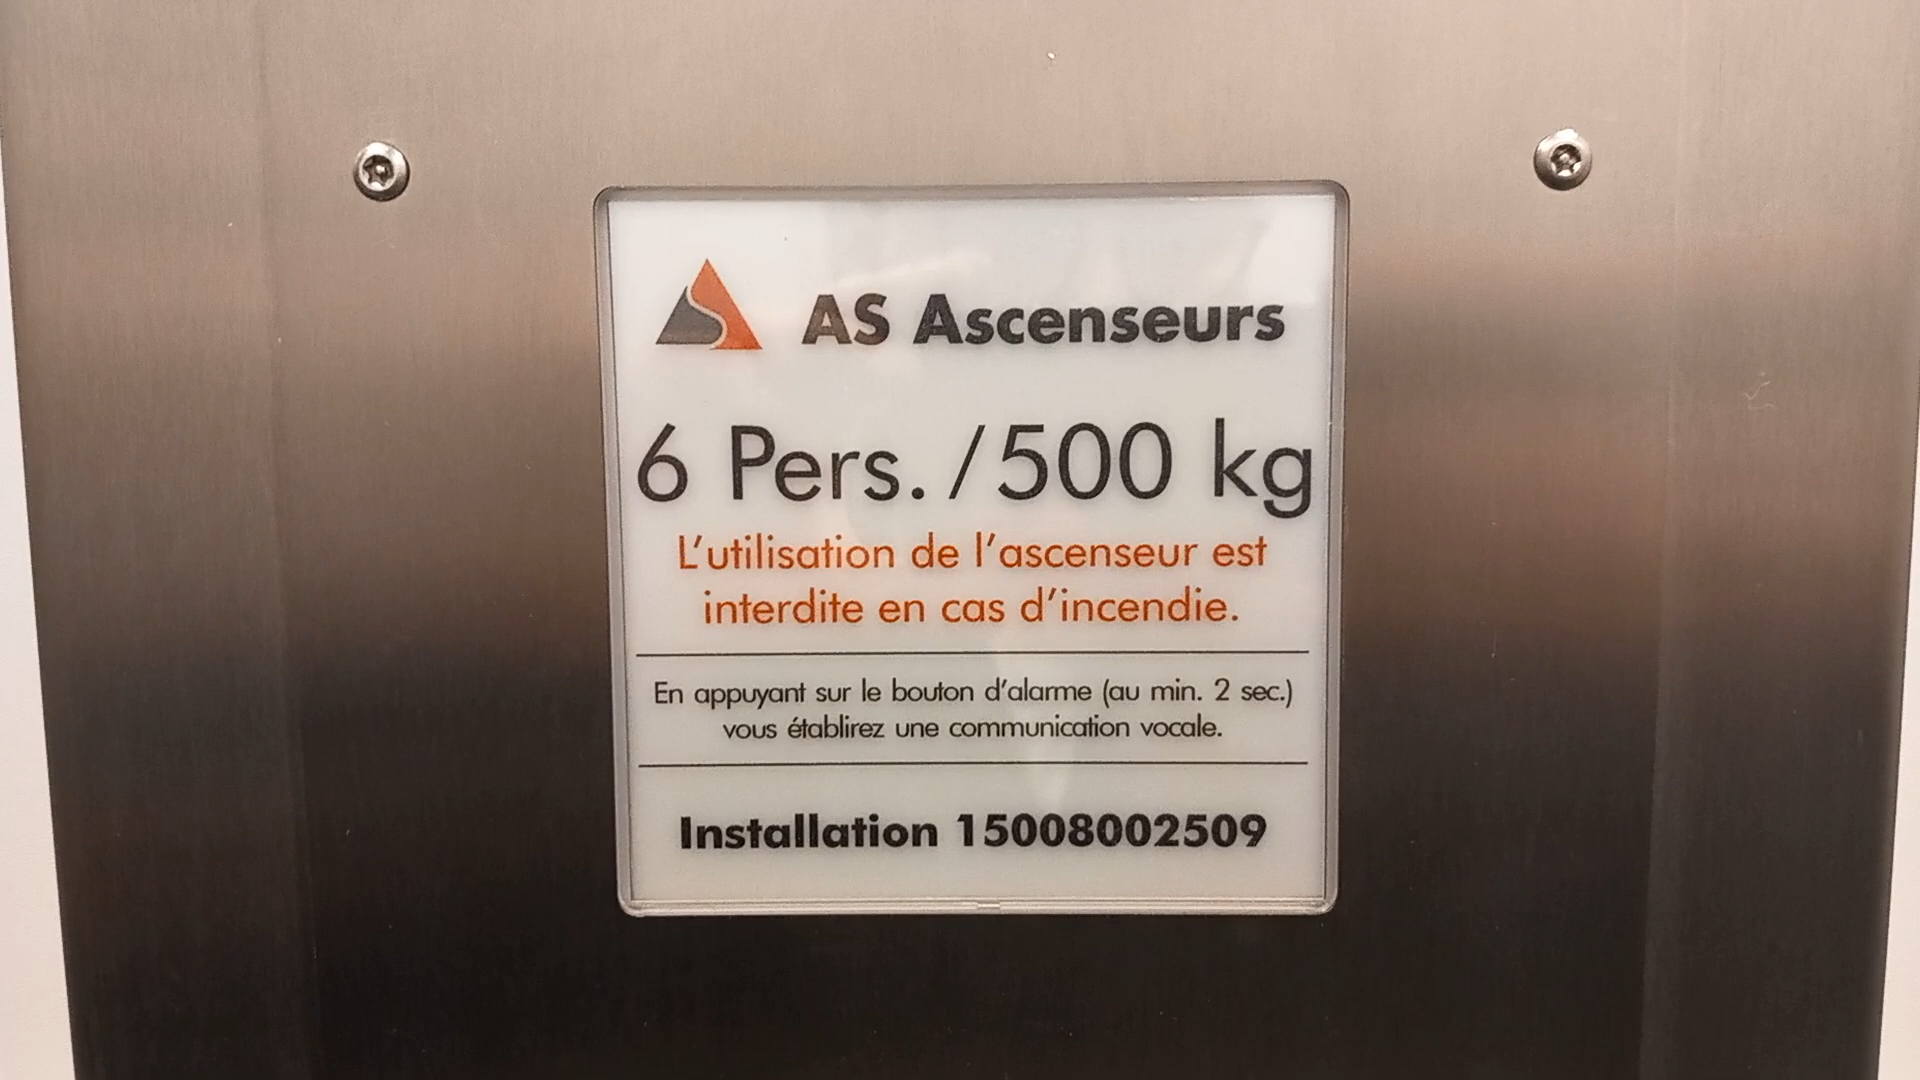 AS Ascenseurs
6 Pers. / 500 kg
L'utilisation de l'ascenseur est
interdite en cas d'incendie.
En appuyant sur le bouton d'alarme (au min. 2 sec.)
vous établirez une communication vocale.
Installation 15008002509